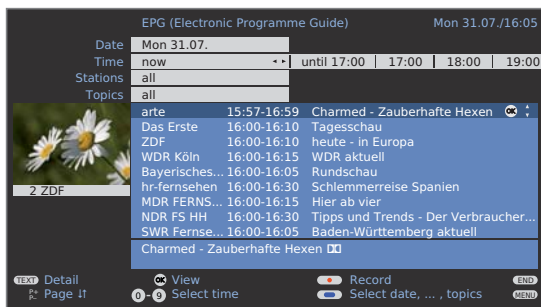 EPG (Electronic Programme Guide) Mon 31.07./16:05
Date Mon 31.07.
Time now until 17:00 17:00 18:00 19:00
Stations all
Topics all
arte 15:57-16:59 Charmed - Zauberhafte Hexen OK
Das Erste 16:00-16:10 Tagesschau
ZDF 16:00-16:10 heute - in Europa
WDR Köln 16:00-16:15 WDR aktuell
Bayerisches... 16:00-16:05 Rundschau
hr-fernsehen 16:00-16:30 Schlemmerreise Spanien
MDR FERNS... 16:00-16:15 Hier ab vier
NDR FS HH 16:00-16:30 Tipps und Trends - Der Verbraucher...
SWR Fernse... 16:00-16:05 Baden-Württemberg aktuell
2 ZDF
Charmed - Zauberhafte Hexen
TEXT Detail OK View Record END
P+ P- Page 0-9 Select time Select date, ... , topics MENU